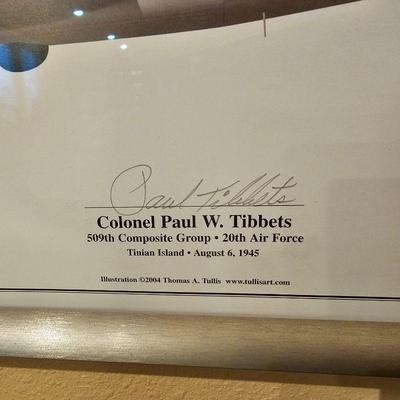 Paul Tibbets
Colonel Paul W. Tibbets
509th Composite Group • 20th Air Force
Tinian Island • August 6, 1945
Illustration ©2004 Thomas A. Tullis www.tullisart.com